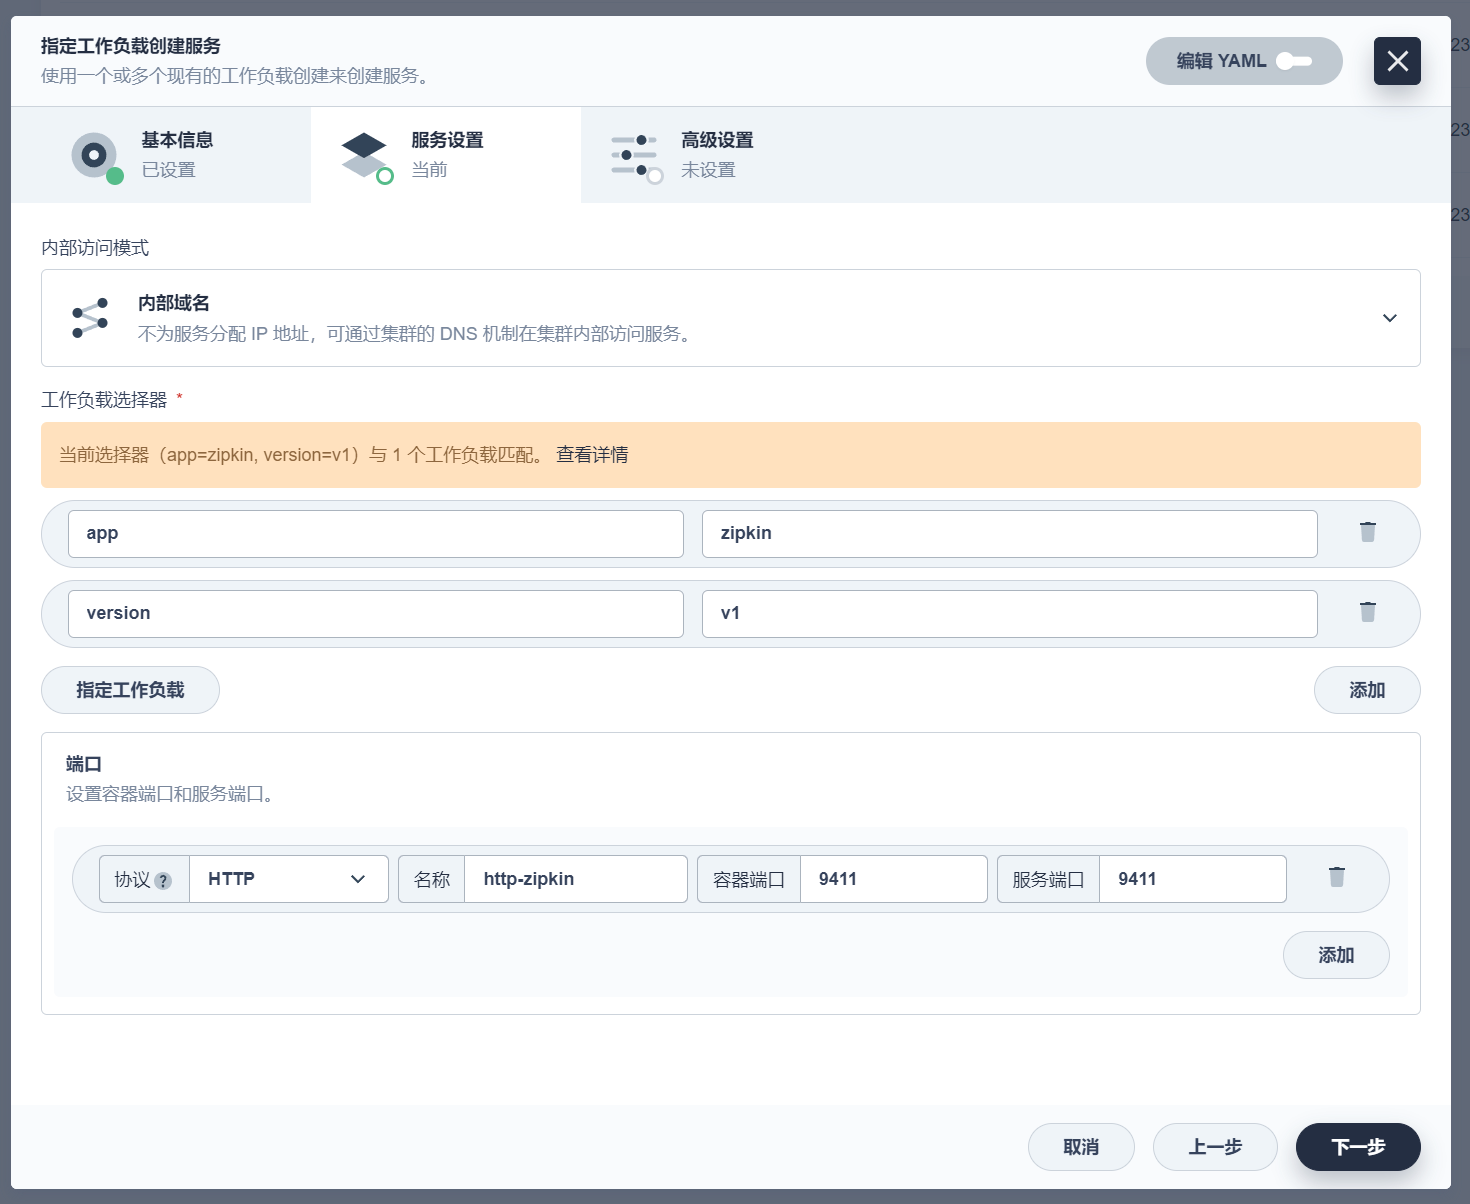 指定工作负载创建服务
使用一个或多个现有的工作负载创建来创建服务。
编辑 YAML
基本信息
已设置
服务设置
当前
高级设置
未设置
内部访问模式
内部域名
不为服务分配 IP 地址，可通过集群的 DNS 机制在集群内部访问服务。
工作负载选择器 *
当前选择器（app=zipkin, version=v1）与 1 个工作负载匹配。 查看详情
app zipkin
version v1
指定工作负载 添加
端口
设置容器端口和服务端口。
协议 ? HTTP 名称 http-zipkin 容器端口 9411 服务端口 9411
添加
取消 上一步 下一步
23
23
23